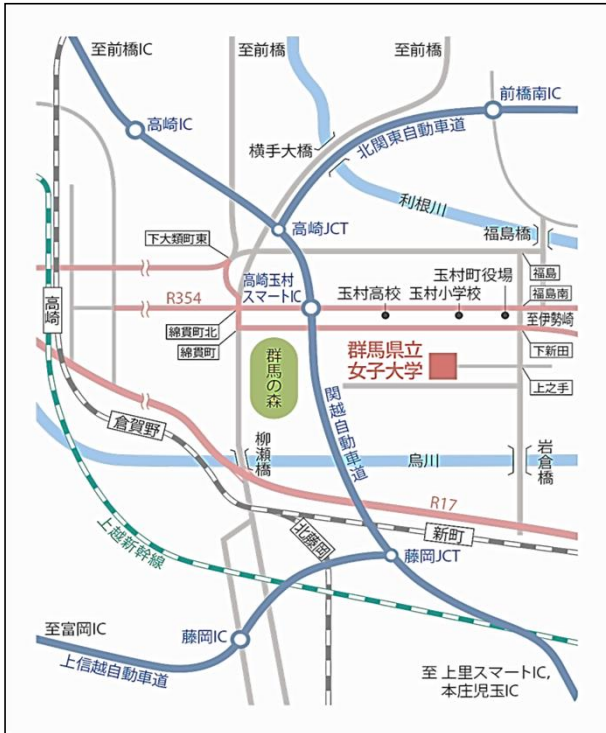 至前橋IC
至前橋
至前橋
前橋南IC
高崎IC
横手大橋
北関東自動車道
利根川
高崎JCT
福島橋
下大類町東
福島
高崎玉村
スマートIC
玉村町役場
玉村高校
玉村小学校
福島南
R354
至伊勢崎
高崎
綿貫町北
綿貫町
下新田
群馬県立
女子大学
上之手
群馬の森
関越自動車道
倉賀野
柳瀬橋
烏川
岩倉橋
R17
新町
上越新幹線
北藤岡
藤岡JCT
至富岡IC
藤岡IC
上信越自動車道
至 上里スマートIC,
本庄児玉IC